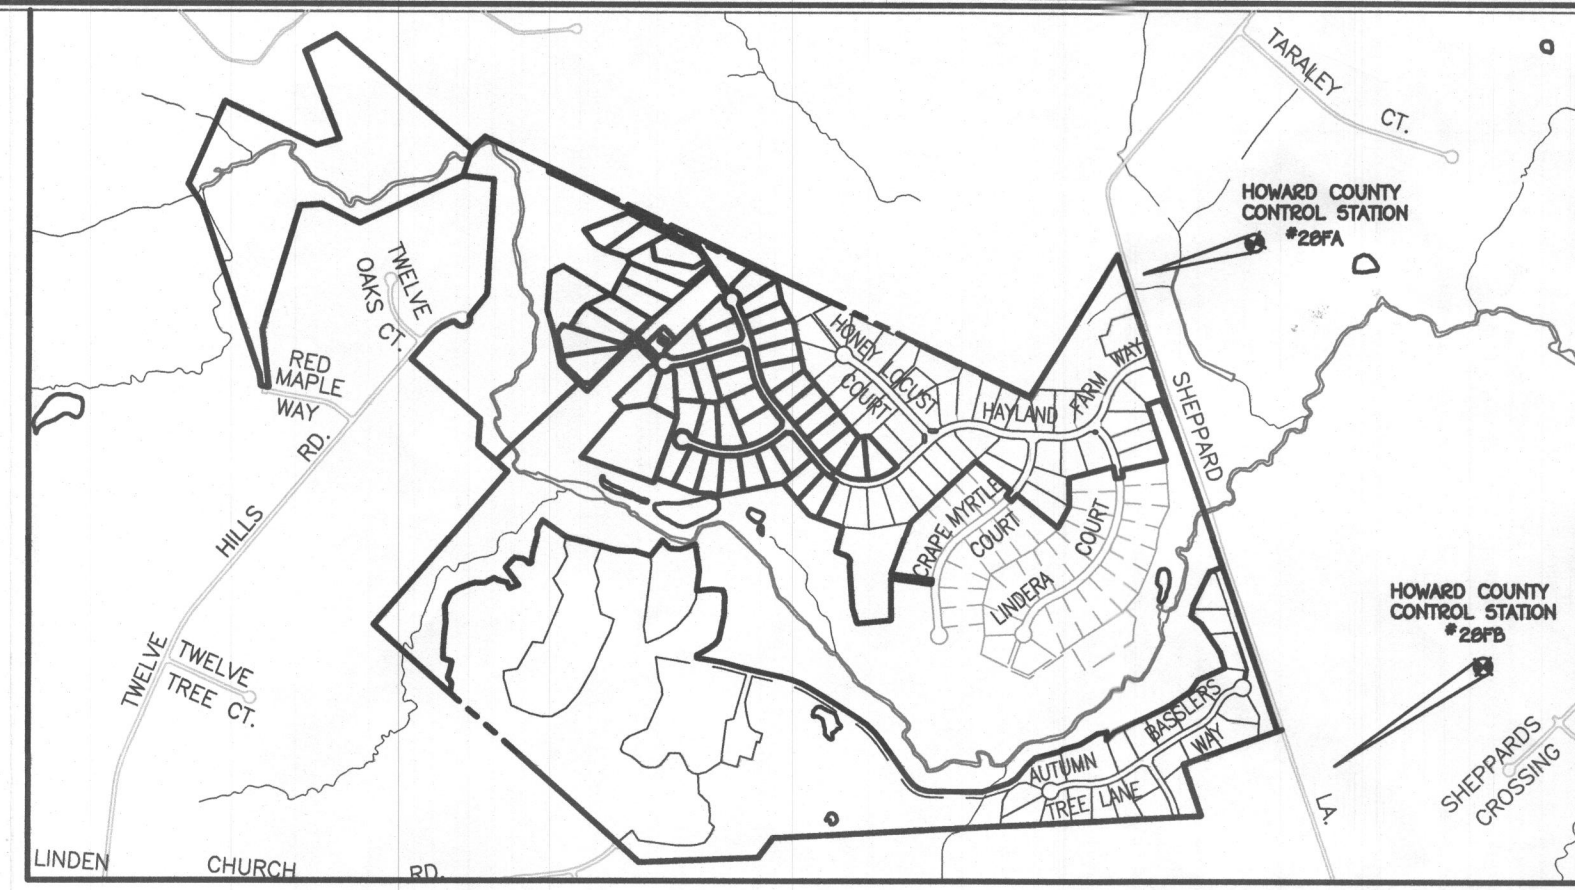 TARALEY
CT.
HOWARD COUNTY
CONTROL STATION
#28FA
TWELVE
OAKS CT.
RED
MAPLE
WAY
RD.
HILLS
TWELVE
TWELVE
TREE CT.
HONEY LOCUST
COURT
HAYLAND
FARM
WAY
SHEPPARD
CRAPE MYRTLE
COURT
LINDERA
COURT
HOWARD COUNTY
CONTROL STATION
#28FB
BASSLERS
WAY
AUTUMN
TREE LANE
LA.
SHEPPARDS
CROSSING
LINDEN
CHURCH
RD.